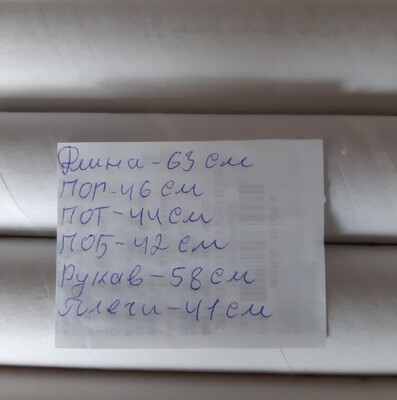 Длина-63 см
ПОГ-46 см
ПОТ-44 см
ПОБ-42 см
Рукав-58 см
Плечи-41 см